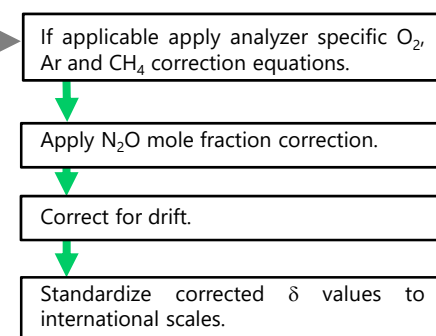 If applicable apply analyzer specific O₂,
Ar and CH₄ correction equations.
Apply N₂O mole fraction correction.
Correct for drift.
Standardize corrected δ values to
international scales.